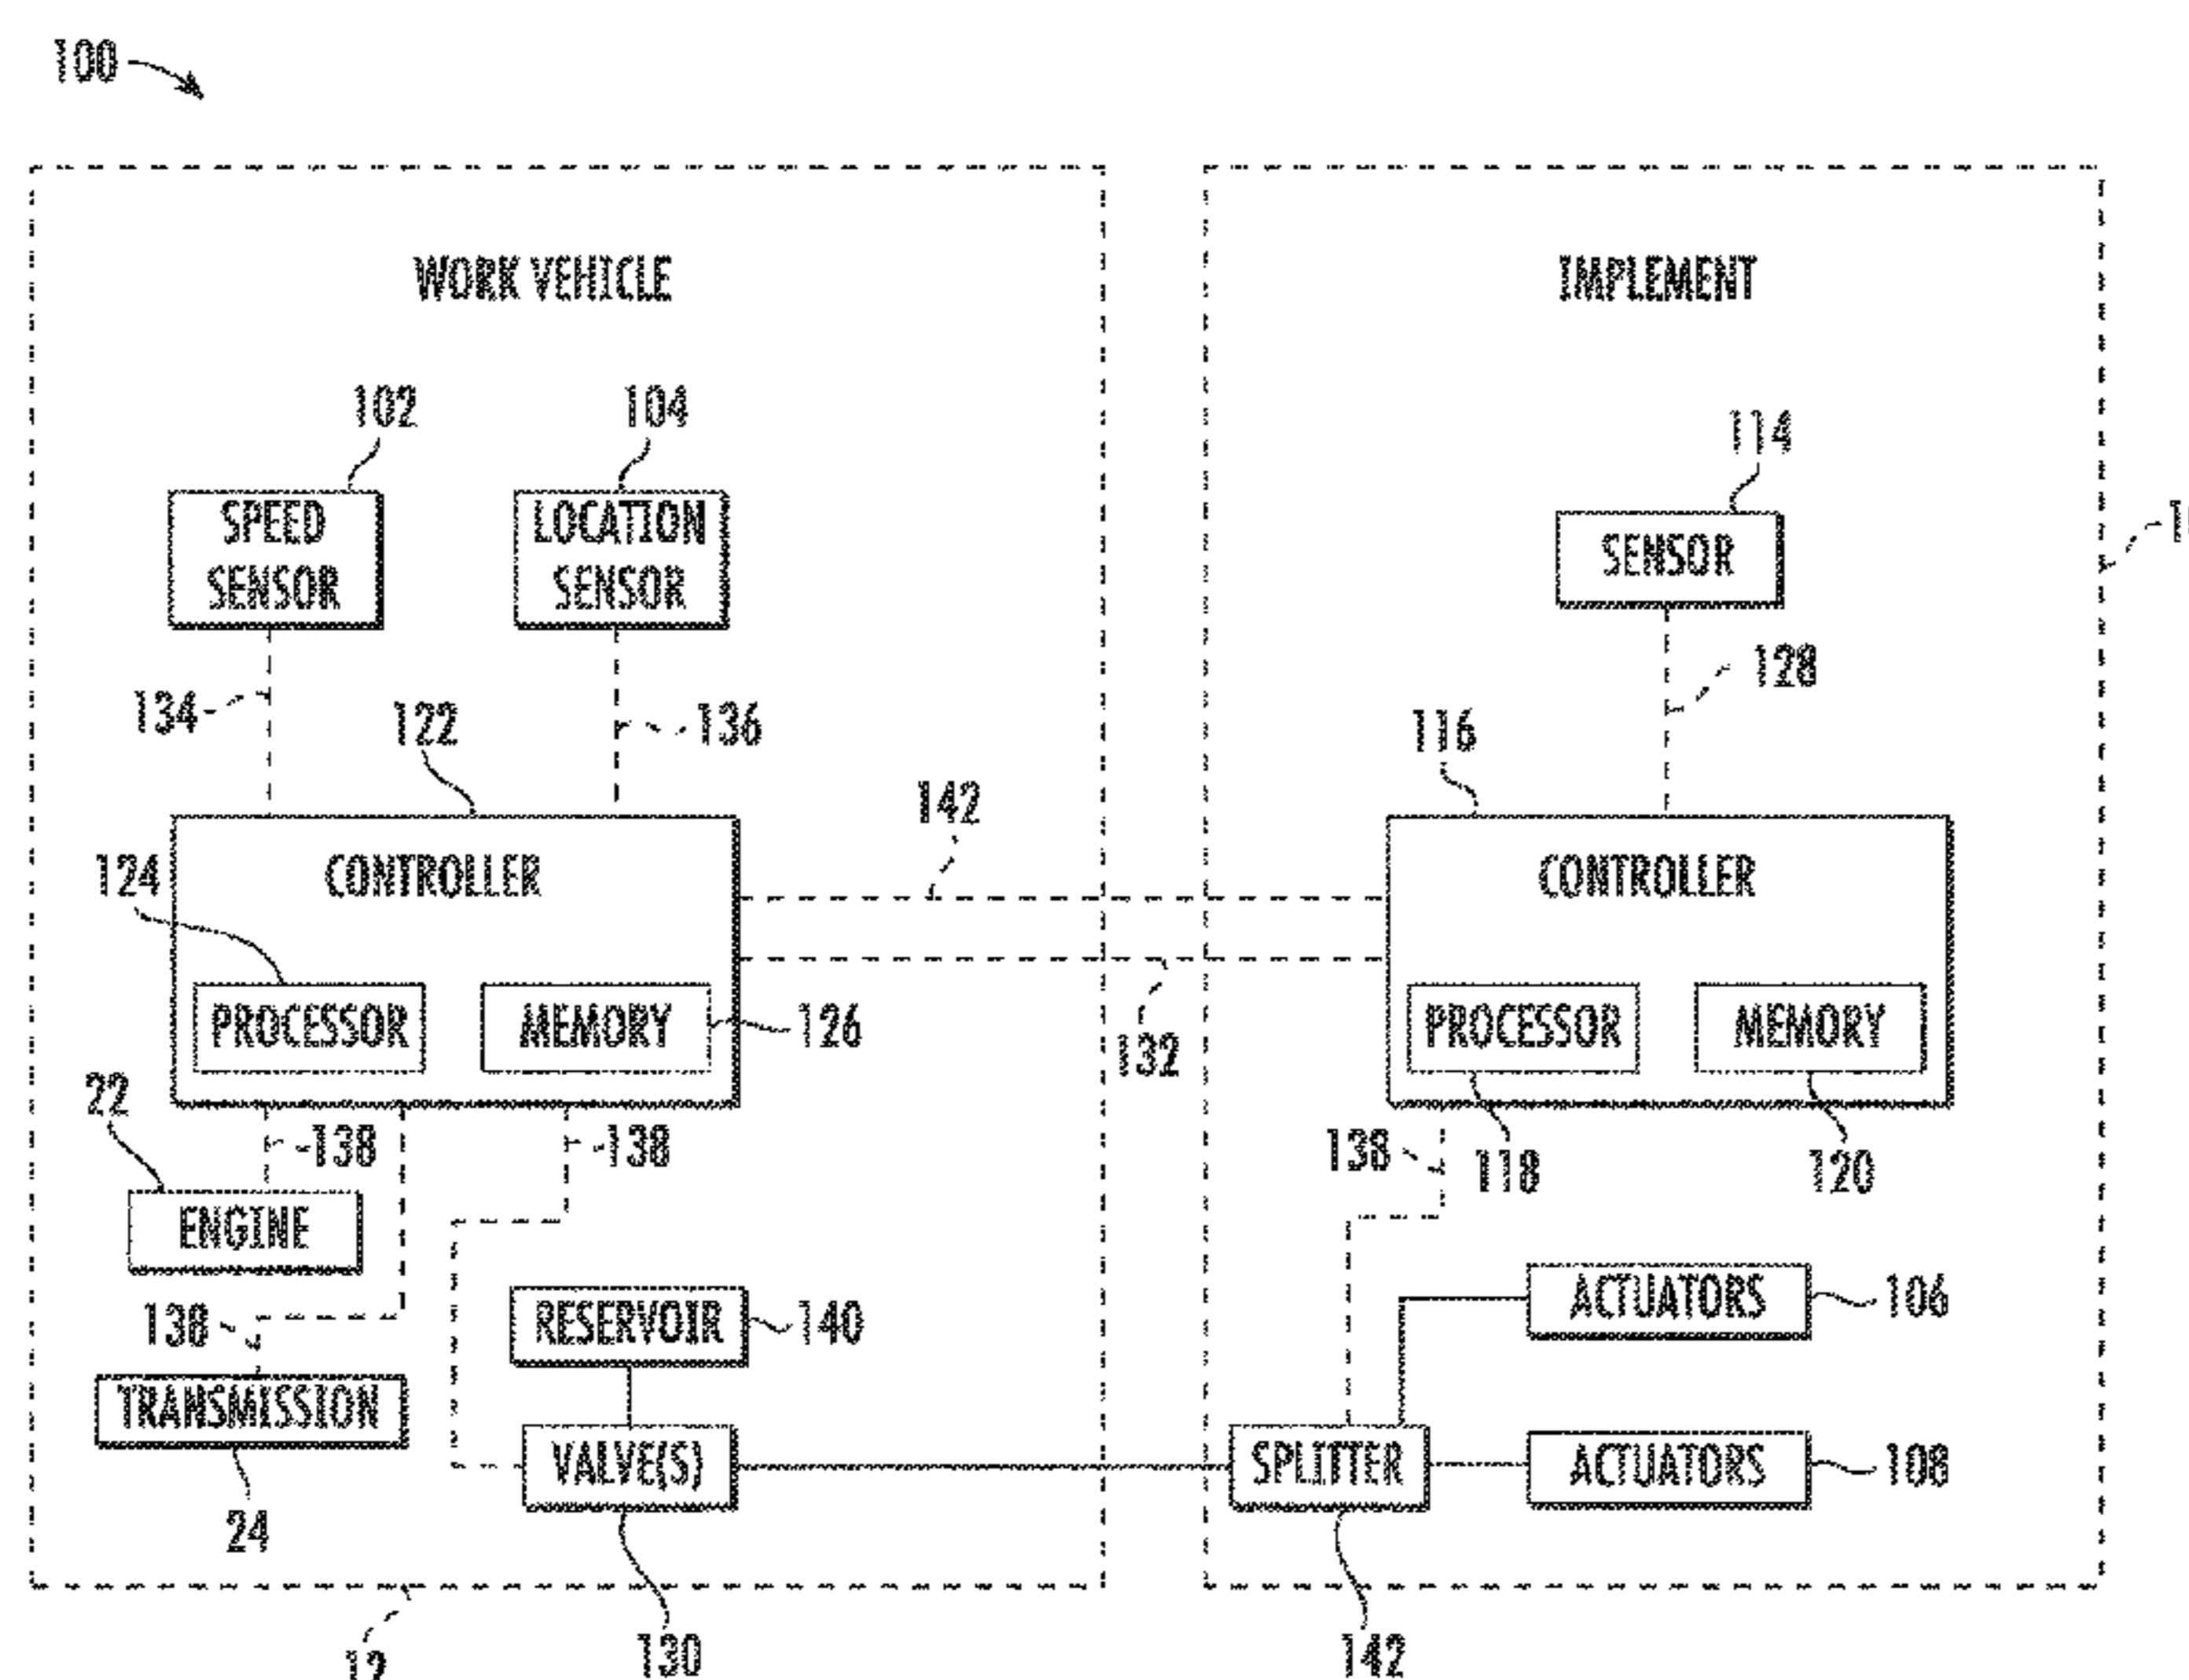 100
WORK VEHICLE
IMPLEMENT
102
104
114
SPEED
SENSOR
LOCATION
SENSOR
SENSOR
134
136
128
122
116
142
124
CONTROLLER
CONTROLLER
PROCESSOR
MEMORY
126
132
PROCESSOR
MEMORY
22
138
138
138
118
120
ENGINE
138
RESERVOIR
140
ACTUATORS
106
TRANSMISSION
VALVE(S)
SPLITTER
ACTUATORS
108
24
12
130
142